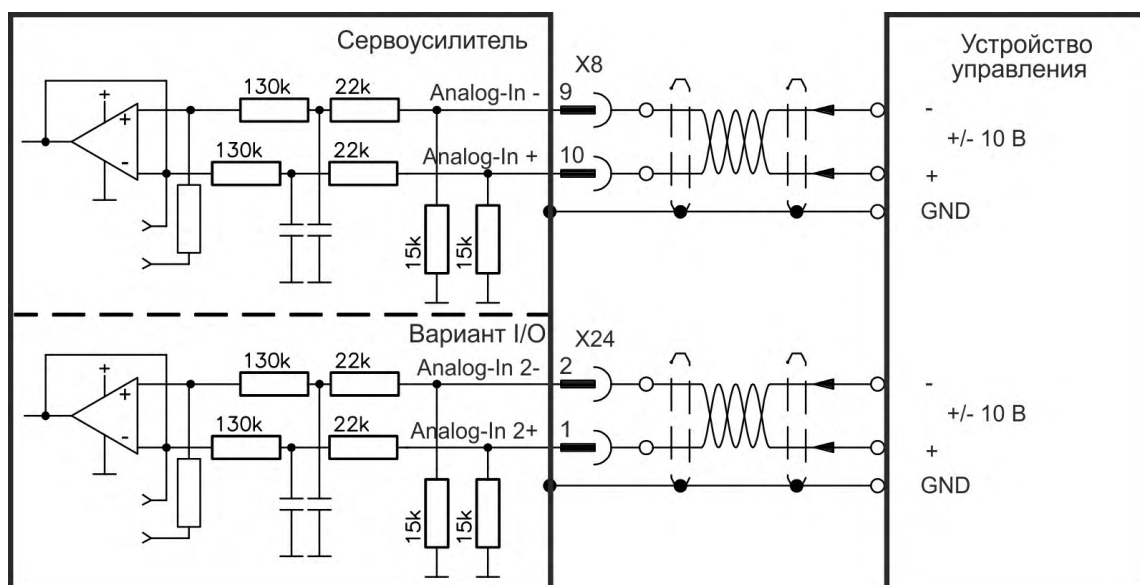 Сервоусилитель
Устройство
управления
X8
130k
22k
Analog-In -
9
-
+
-
+
+/- 10 В
130k
22k
Analog-In +
10
+
GND
15k
15k
Вариант I/O
X24
130k
22k
Analog-In 2-
2
-
+
-
+
+/- 10 В
130k
22k
Analog-In 2+
1
+
GND
15k
15k